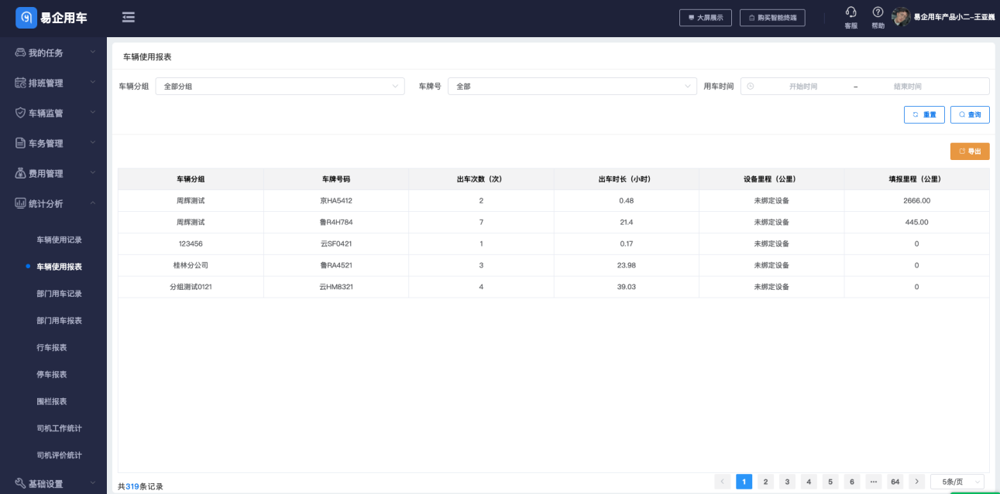 易企用车
大屏展示
购买智能终端
客服
帮助
易企用车产品小二–王亚巍
我的任务
排班管理
车辆监管
车务管理
费用管理
统计分析
车辆使用记录
车辆使用报表
部门用车记录
部门用车报表
行车报表
停车报表
围栏报表
司机工作统计
司机评价统计
基础设置
车辆使用报表
车辆分组 全部分组 车牌号 全部 用车时间 开始时间 – 结束时间
重置 查询
导出
车辆分组 车牌号码 出车次数（次） 出车时长（小时） 设备里程（公里） 填报里程（公里）
周辉测试 京HA5412 2 0.48 未绑定设备 2666.00
周辉测试 鲁R4H784 7 21.4 未绑定设备 445.00
123456 云SF0421 1 0.17 未绑定设备 0
桂林分公司 鲁RA4521 3 23.98 未绑定设备 0
分组测试0121 云HM8321 4 39.03 未绑定设备 0
共319条记录
1 2 3 4 5 6 ··· 64 5条/页